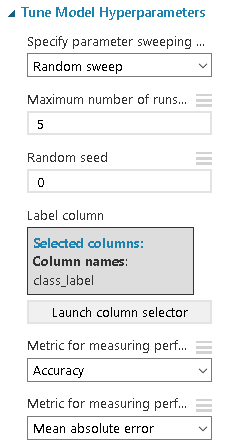 Tune Model Hyperparameters
Specify parameter sweeping ...
Random sweep
Maximum number of runs...
5
Random seed
0
Label column
Selected columns:
Column names:
class_label
Launch column selector
Metric for measuring perf...
Accuracy
Metric for measuring perf...
Mean absolute error